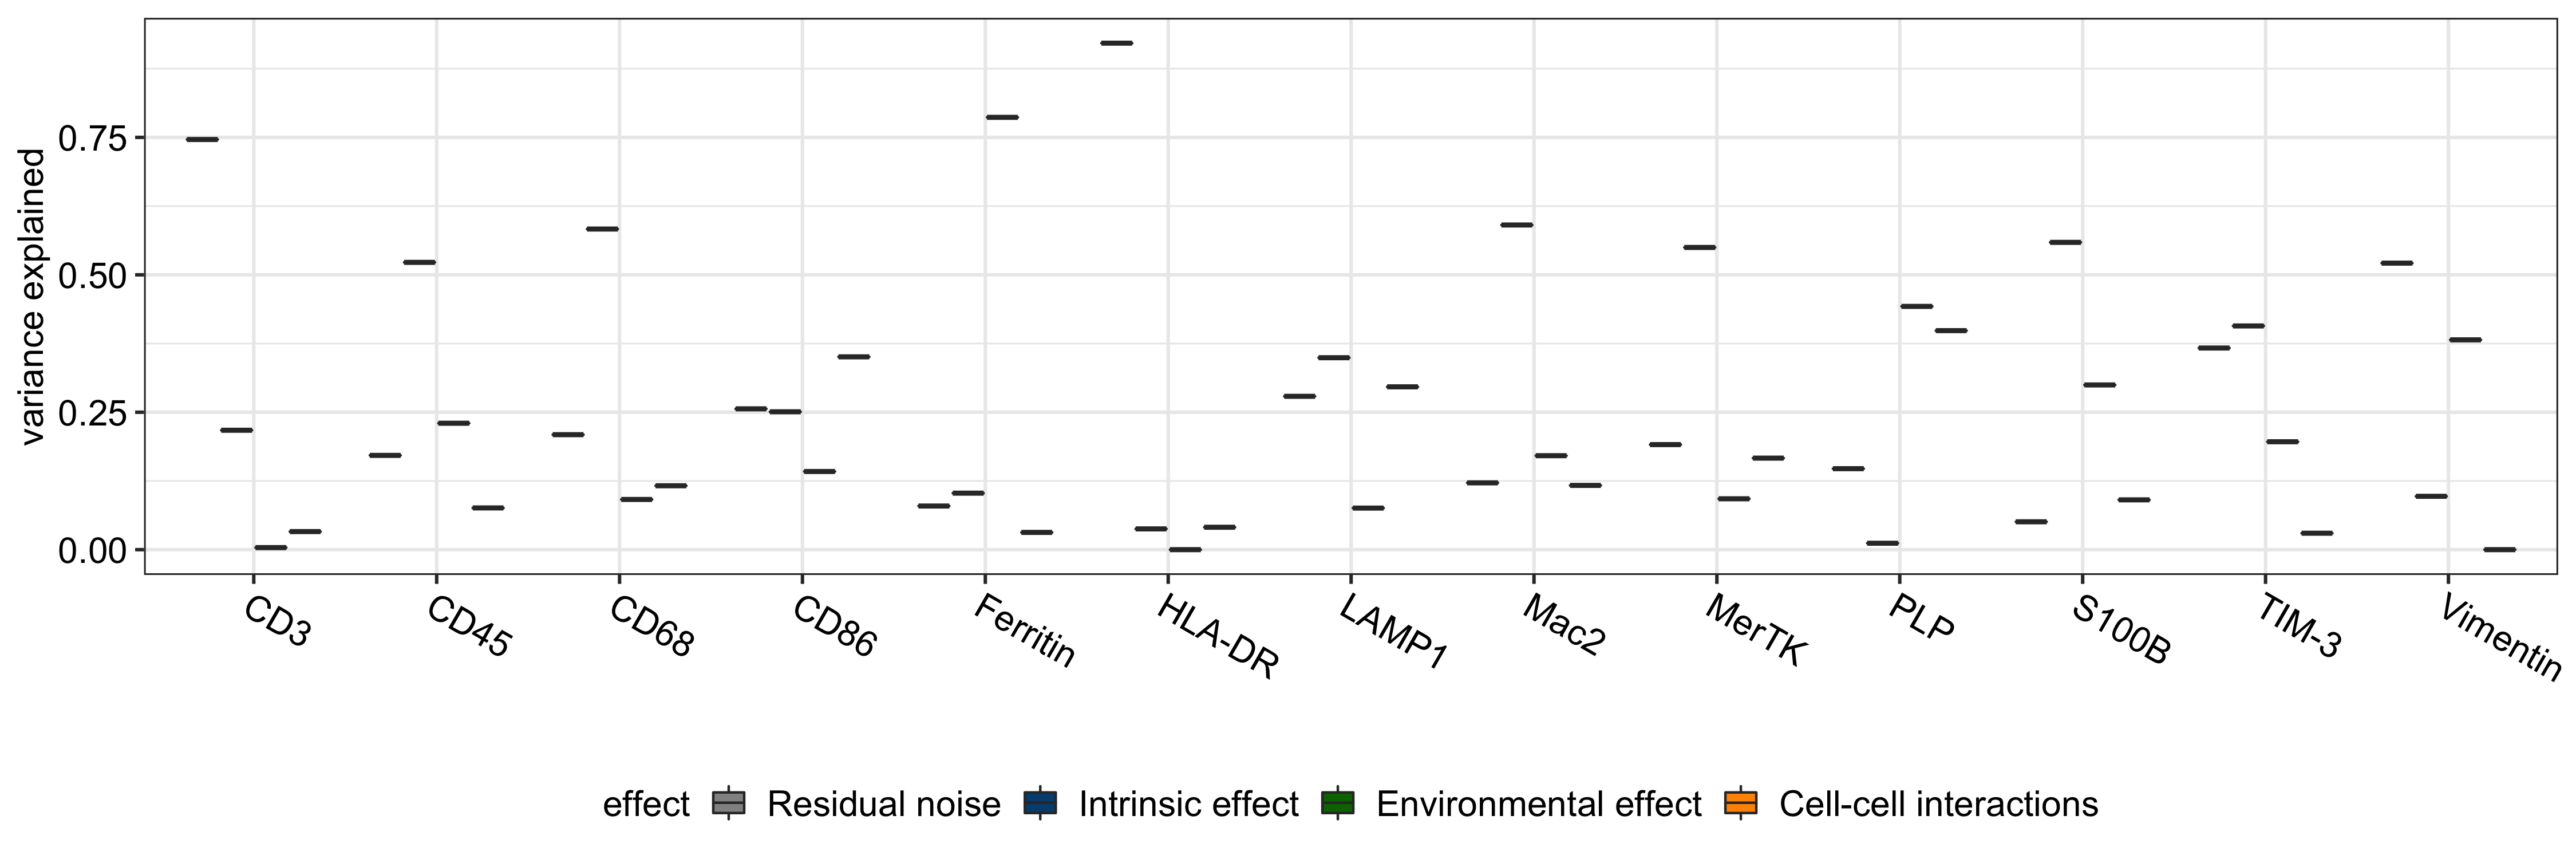 variance explained
0.75
0.50
0.25
0.00
CD3
CD45
CD68
CD86
Ferritin
HLA-DR
LAMP1
Mac2
MerTK
PLP
S100B
TIM-3
Vimentin
effect Residual noise Intrinsic effect Environmental effect Cell-cell interactions